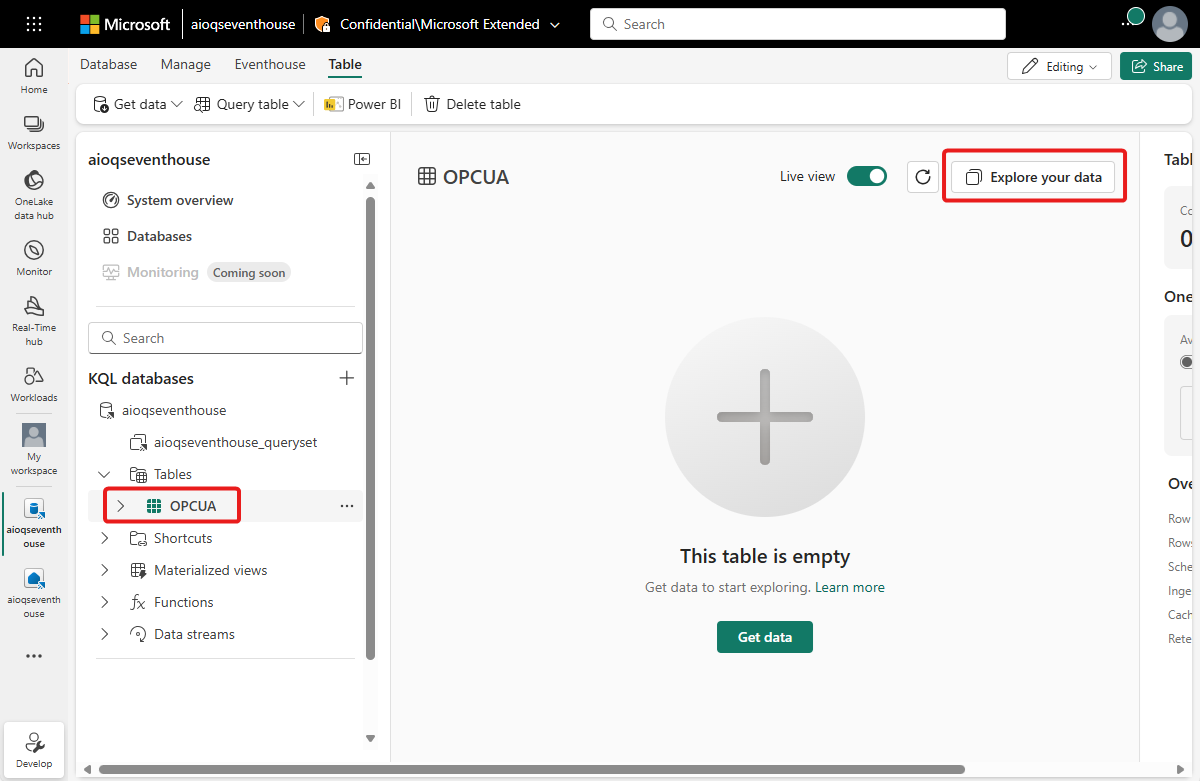 Microsoft
aioqseventhouse
Confidential\Microsoft Extended
Search
Home
Workspaces
OneLake
data hub
Monitor
Real-Time
hub
Workloads
My
workspace
aioqseventh
ouse
aioqseventh
ouse
Develop
Database
Manage
Eventhouse
Table
Editing
Share
Get data
Query table
Power BI
Delete table
aioqseventhouse
System overview
Databases
Monitoring
Coming soon
Search
KQL databases
aioqseventhouse
aioqseventhouse_queryset
Tables
OPCUA
Shortcuts
Materialized views
Functions
Data streams
OPCUA
Live view
Explore your data
This table is empty
Get data to start exploring. Learn more
Get data
Tabl
Co
0
One
Av
Ove
Row
Rows
Sche
Inge
Cach
Rete